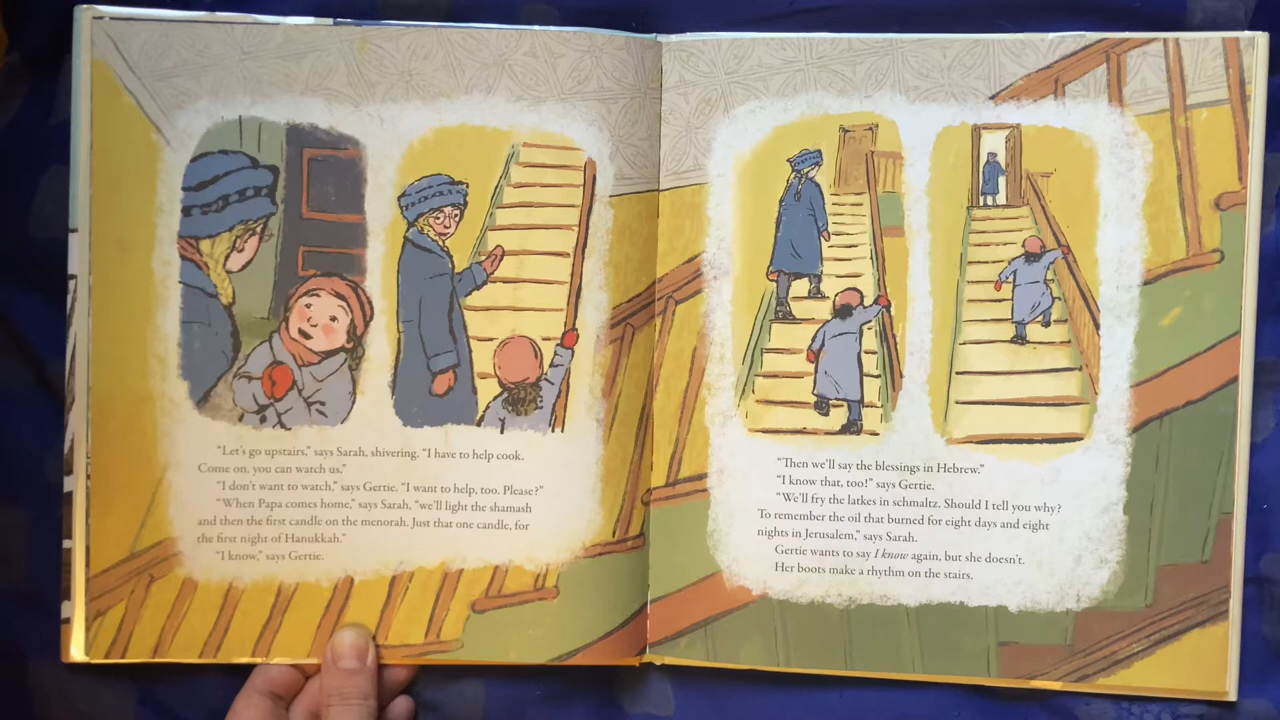 “Let’s go upstairs,” says Sarah, shivering. “I have to help cook.
Come on, you can watch us.”
“I don’t want to watch,” says Gertie. “I want to help, too. Please?”
“When Papa comes home,” says Sarah, “we’ll light the shamash
and then the first candle on the menorah. Just that one candle, for
the first night of Hanukkah.”
“I know,” says Gertie.
“Then we’ll say the blessings in Hebrew.”
“I know that, too!” says Gertie.
“We’ll fry the latkes in schmaltz. Should I tell you why?
To remember the oil that burned for eight days and eight
nights in Jerusalem,” says Sarah.
Gertie wants to say I know again, but she doesn’t.
Her boots make a rhythm on the stairs.